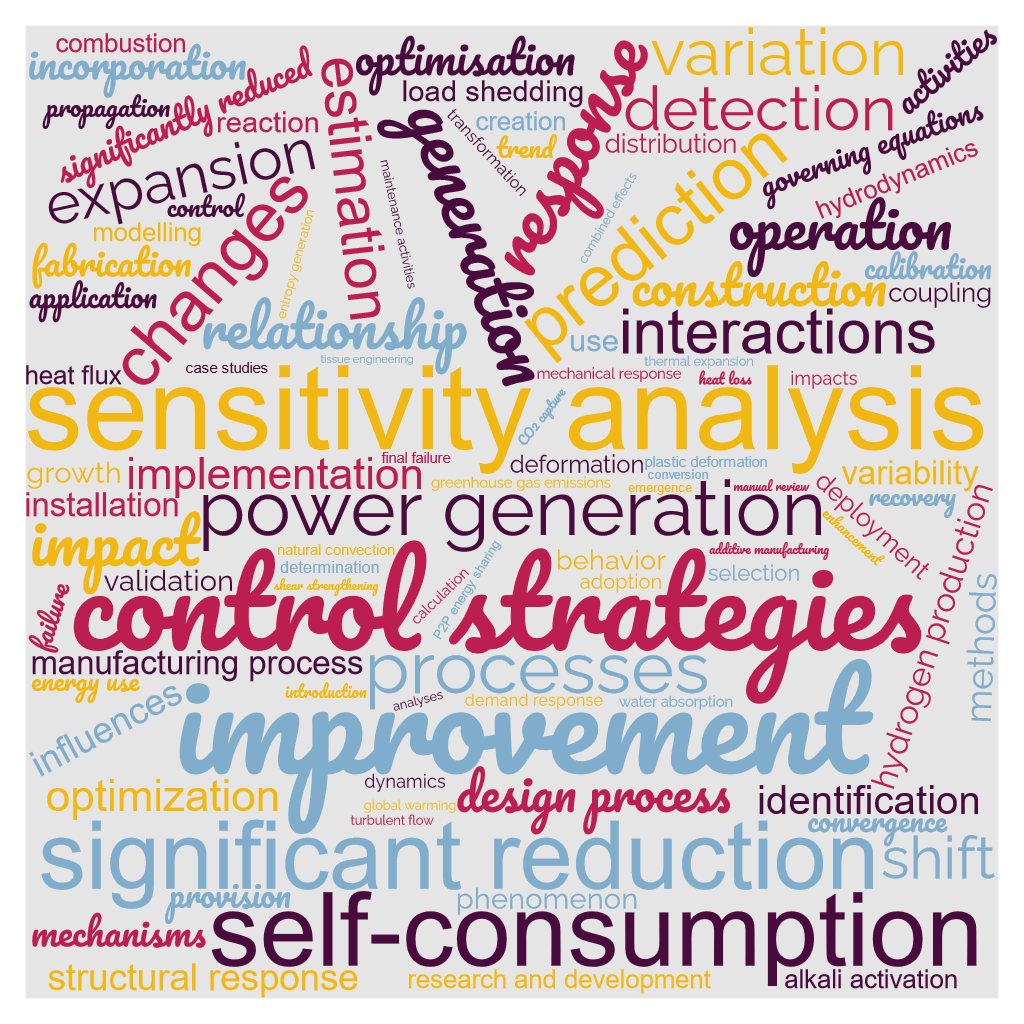 combustion
incorporation
propagation
significantly reduced
reaction
estimation
optimisation
load shedding
generation
transformation
creation
trend
response
variation
detection
distribution
activities
governing equations
hydrodynamics
expansion
control
modelling
fabrication
application
changes
entropy generation
maintenance activities
relationship
tissue engineering
combined effects
prediction
operation
construction
calibration
coupling
use
interactions
thermal expansion
mechanical response
heat loss
impacts
heat flux
case studies
sensitivity analysis
CO2 capture
final failure
growth
implementation
greenhouse gas emissions
deformation
plastic deformation
conversion
emergence
manual review
variability
recovery
deployment
enhancement
installation
power generation
impact
natural convection
determination
shear strengthening
validation
calculation
P2P energy sharing
behavior
adoption
additive manufacturing
selection
hydrogen production
methods
failure
control strategies
manufacturing process
processes
energy use
introduction
analyses
demand response
water absorption
influences
improvement
dynamics
global warming
turbulent flow
optimization
design process
identification
convergence
significant reduction
shift
provision
phenomenon
mechanisms
self-consumption
structural response
research and development
alkali activation